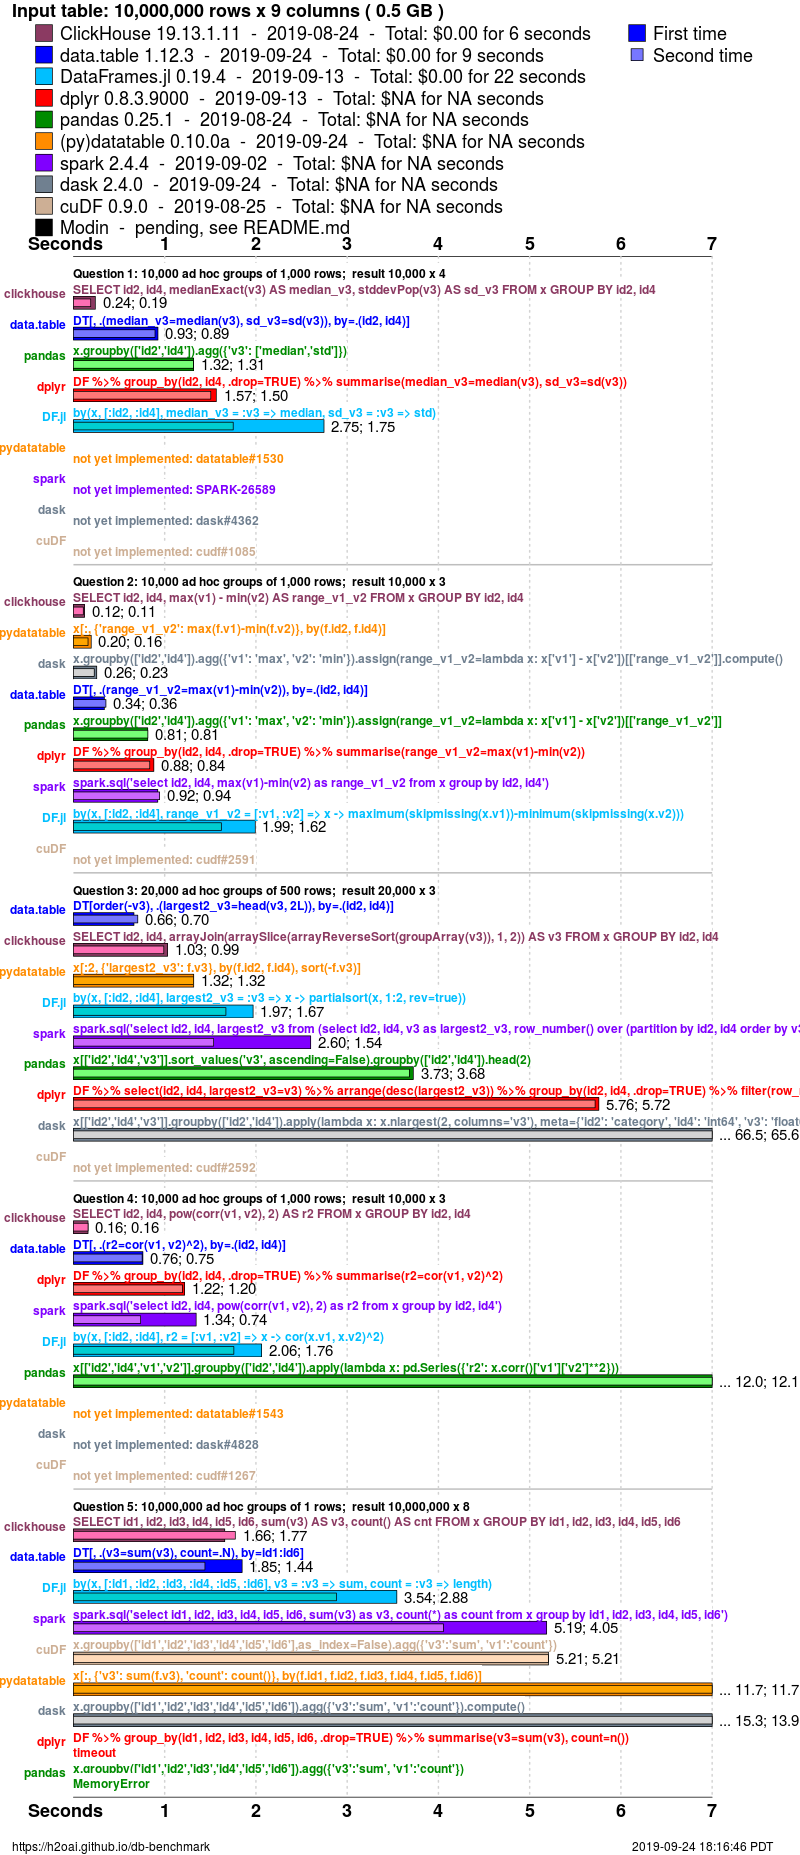 Input table: 10,000,000 rows x 9 columns ( 0.5 GB )
ClickHouse 19.13.1.11 - 2019-08-24 - Total: $0.00 for 6 seconds
First time
data.table 1.12.3 - 2019-09-24 - Total: $0.00 for 9 seconds
Second time
DataFrames.jl 0.19.4 - 2019-09-13 - Total: $0.00 for 22 seconds
dplyr 0.8.3.9000 - 2019-09-13 - Total: $NA for NA seconds
pandas 0.25.1 - 2019-08-24 - Total: $NA for NA seconds
(py)datatable 0.10.0a - 2019-09-24 - Total: $NA for NA seconds
spark 2.4.4 - 2019-09-02 - Total: $NA for NA seconds
dask 2.4.0 - 2019-09-24 - Total: $NA for NA seconds
cuDF 0.9.0 - 2019-08-25 - Total: $NA for NA seconds
Modin - pending, see README.md
Seconds 1 2 3 4 5 6 7
Question 1: 10,000 ad hoc groups of 1,000 rows; result 10,000 x 4
clickhouse SELECT id2, id4, medianExact(v3) AS median_v3, stddevPop(v3) AS sd_v3 FROM x GROUP BY id2, id4
0.24; 0.19
data.table DT[, .(median_v3=median(v3), sd_v3=sd(v3)), by=.(id2, id4)]
0.93; 0.89
pandas x.groupby(['id2','id4']).agg({'v3': ['median','std']})
1.32; 1.31
dplyr DF %>% group_by(id2, id4, .drop=TRUE) %>% summarise(median_v3=median(v3), sd_v3=sd(v3))
1.57; 1.50
DF.jl by(x, [:id2, :id4], median_v3 = :v3 => median, sd_v3 = :v3 => std)
2.75; 1.75
pydatatable
not yet implemented: datatable#1530
spark
not yet implemented: SPARK-26589
dask
not yet implemented: dask#4362
cuDF
not yet implemented: cudf#1085
Question 2: 10,000 ad hoc groups of 1,000 rows; result 10,000 x 3
clickhouse SELECT id2, id4, max(v1) - min(v2) AS range_v1_v2 FROM x GROUP BY id2, id4
0.12; 0.11
pydatatable x[:, {'range_v1_v2': max(f.v1)-min(f.v2)}, by(f.id2, f.id4)]
0.20; 0.16
dask x.groupby(['id2','id4']).agg({'v1': 'max', 'v2': 'min'}).assign(range_v1_v2=lambda x: x['v1'] - x['v2'])[['range_v1_v2']].compute()
0.26; 0.23
data.table DT[, .(range_v1_v2=max(v1)-min(v2)), by=.(id2, id4)]
0.34; 0.36
pandas x.groupby(['id2','id4']).agg({'v1': 'max', 'v2': 'min'}).assign(range_v1_v2=lambda x: x['v1'] - x['v2'])[['range_v1_v2']]
0.81; 0.81
dplyr DF %>% group_by(id2, id4, .drop=TRUE) %>% summarise(range_v1_v2=max(v1)-min(v2))
0.88; 0.84
spark spark.sql('select id2, id4, max(v1)-min(v2) as range_v1_v2 from x group by id2, id4')
0.92; 0.94
DF.jl by(x, [:id2, :id4], range_v1_v2 = [:v1, :v2] => x -> maximum(skipmissing(x.v1))-minimum(skipmissing(x.v2)))
1.99; 1.62
cuDF
not yet implemented: cudf#2591
Question 3: 20,000 ad hoc groups of 500 rows; result 20,000 x 3
data.table DT[order(-v3), .(largest2_v3=head(v3, 2L)), by=.(id2, id4)]
0.66; 0.70
clickhouse SELECT id2, id4, arrayJoin(arraySlice(arrayReverseSort(groupArray(v3)), 1, 2)) AS v3 FROM x GROUP BY id2, id4
1.03; 0.99
pydatatable x[:2, {'largest2_v3': f.v3}, by(f.id2, f.id4), sort(-f.v3)]
1.32; 1.32
DF.jl by(x, [:id2, :id4], largest2_v3 = :v3 => x -> partialsort(x, 1:2, rev=true))
1.97; 1.67
spark spark.sql('select id2, id4, largest2_v3 from (select id2, id4, v3 as largest2_v3, row_number() over (partition by id2, id4 order by v3
2.60; 1.54
pandas x[['id2','id4','v3']].sort_values('v3', ascending=False).groupby(['id2','id4']).head(2)
3.73; 3.68
dplyr DF %>% select(id2, id4, largest2_v3=v3) %>% arrange(desc(largest2_v3)) %>% group_by(id2, id4, .drop=TRUE) %>% filter(row_
5.76; 5.72
dask x[['id2','id4','v3']].groupby(['id2','id4']).apply(lambda x: x.nlargest(2, columns='v3'), meta={'id2': 'category', 'id4': 'int64', 'v3': 'float
... 66.5; 65.6
cuDF
not yet implemented: cudf#2592
Question 4: 10,000 ad hoc groups of 1,000 rows; result 10,000 x 3
clickhouse SELECT id2, id4, pow(corr(v1, v2), 2) AS r2 FROM x GROUP BY id2, id4
0.16; 0.16
data.table DT[, .(r2=cor(v1, v2)^2), by=.(id2, id4)]
0.76; 0.75
dplyr DF %>% group_by(id2, id4, .drop=TRUE) %>% summarise(r2=cor(v1, v2)^2)
1.22; 1.20
spark spark.sql('select id2, id4, pow(corr(v1, v2), 2) as r2 from x group by id2, id4')
1.34; 0.74
DF.jl by(x, [:id2, :id4], r2 = [:v1, :v2] => x -> cor(x.v1, x.v2)^2)
2.06; 1.76
pandas x[['id2','id4','v1','v2']].groupby(['id2','id4']).apply(lambda x: pd.Series({'r2': x.corr()['v1']['v2']**2}))
... 12.0; 12.1
pydatatable
not yet implemented: datatable#1543
dask
not yet implemented: dask#4828
cuDF
not yet implemented: cudf#1267
Question 5: 10,000,000 ad hoc groups of 1 rows; result 10,000,000 x 8
clickhouse SELECT id1, id2, id3, id4, id5, id6, sum(v3) AS v3, count() AS cnt FROM x GROUP BY id1, id2, id3, id4, id5, id6
1.66; 1.77
data.table DT[, .(v3=sum(v3), count=.N), by=id1:id6]
1.85; 1.44
DF.jl by(x, [:id1, :id2, :id3, :id4, :id5, :id6], v3 = :v3 => sum, count = :v3 => length)
3.54; 2.88
spark spark.sql('select id1, id2, id3, id4, id5, id6, sum(v3) as v3, count(*) as count from x group by id1, id2, id3, id4, id5, id6')
5.19; 4.05
cuDF x.groupby(['id1','id2','id3','id4','id5','id6'],as_index=False).agg({'v3':'sum', 'v1':'count'})
5.21; 5.21
pydatatable x[:, {'v3': sum(f.v3), 'count': count()}, by(f.id1, f.id2, f.id3, f.id4, f.id5, f.id6)]
... 11.7; 11.7
dask x.groupby(['id1','id2','id3','id4','id5','id6']).agg({'v3':'sum', 'v1':'count'}).compute()
... 15.3; 13.9
dplyr DF %>% group_by(id1, id2, id3, id4, id5, id6, .drop=TRUE) %>% summarise(v3=sum(v3), count=n())
timeout
pandas x.groupby(['id1','id2','id3','id4','id5','id6']).agg({'v3':'sum', 'v1':'count'})
MemoryError
Seconds 1 2 3 4 5 6 7
https://h2oai.github.io/db-benchmark
2019-09-24 18:16:46 PDT